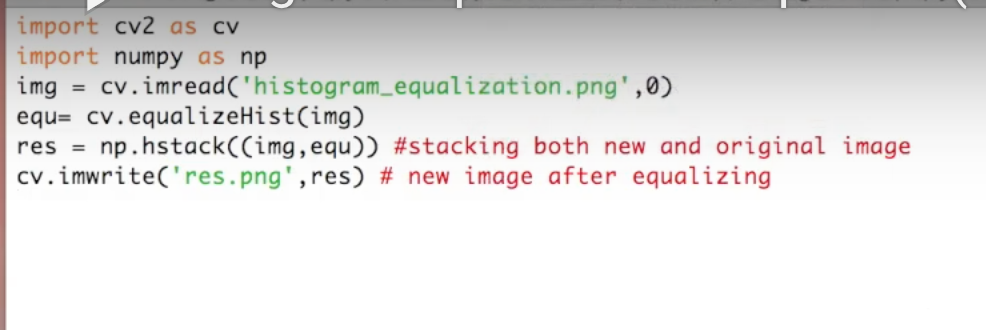 import cv2 as cv
import numpy as np
img = cv.imread('histogram_equalization.png',0)
equ= cv.equalizeHist(img)
res = np.hstack((img,equ)) #stacking both new and original image
cv.imwrite('res.png',res) # new image after equalizing